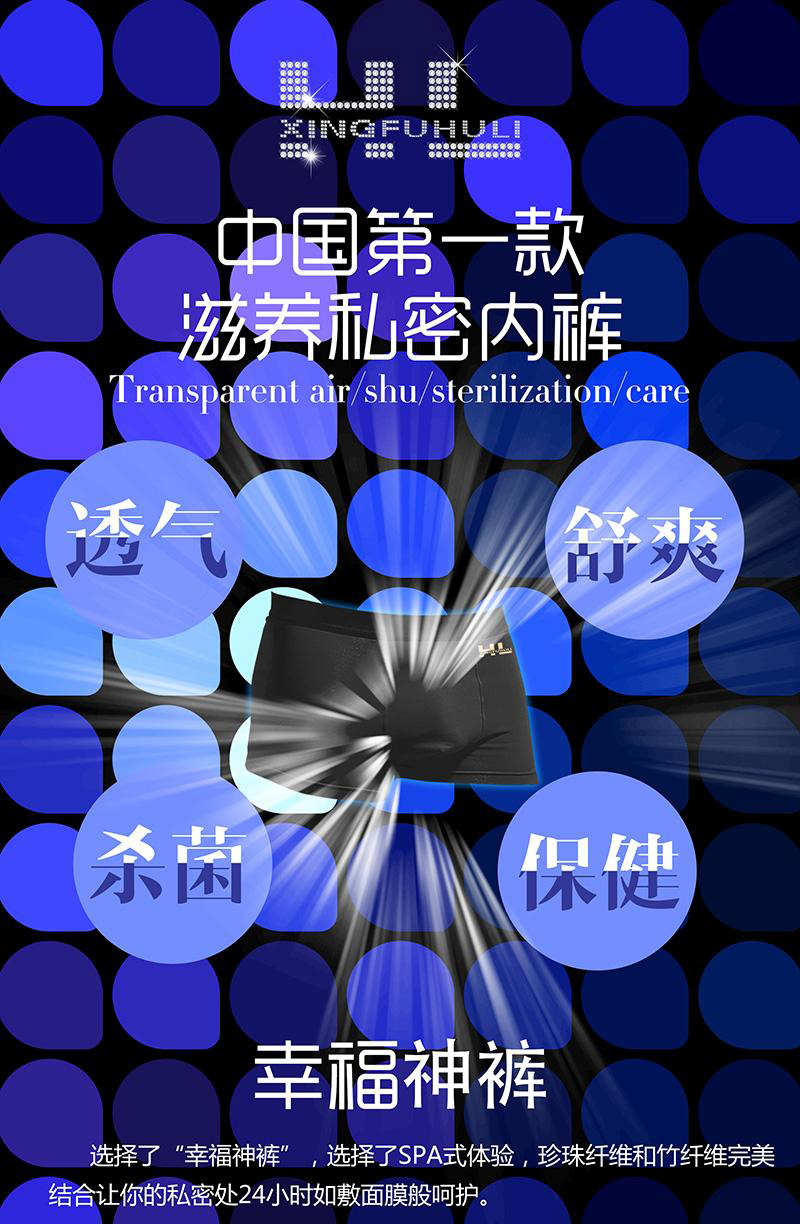 XINGFUHULI
中国第一款
滋养私密内裤
Transparent air/shu/sterilization/care
透气
舒爽
杀菌
保健
幸福神裤
选择了“幸福神裤”，选择了SPA式体验，珍珠纤维和竹纤维完美
结合让你的私密处24小时如敷面膜般呵护。